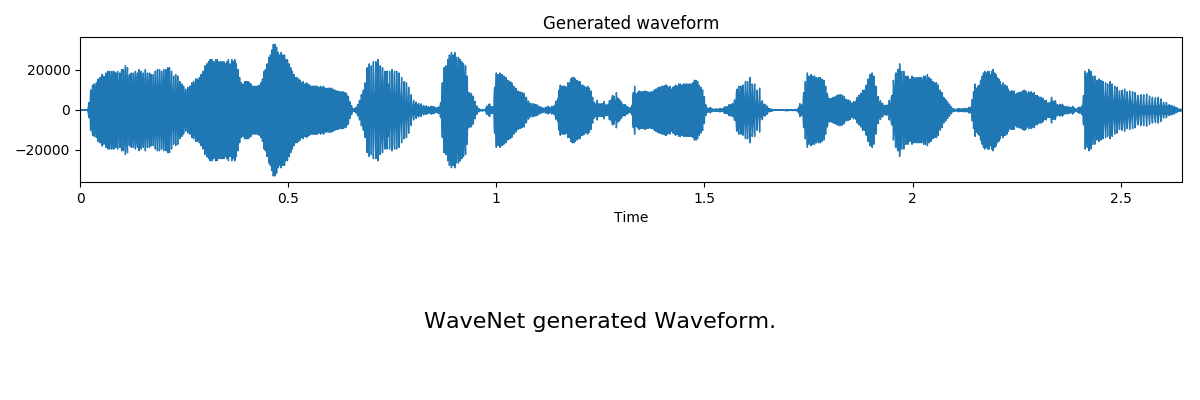 Generated waveform
20000
0
−20000
0 0.5 1 1.5 2 2.5
Time
WaveNet generated Waveform.